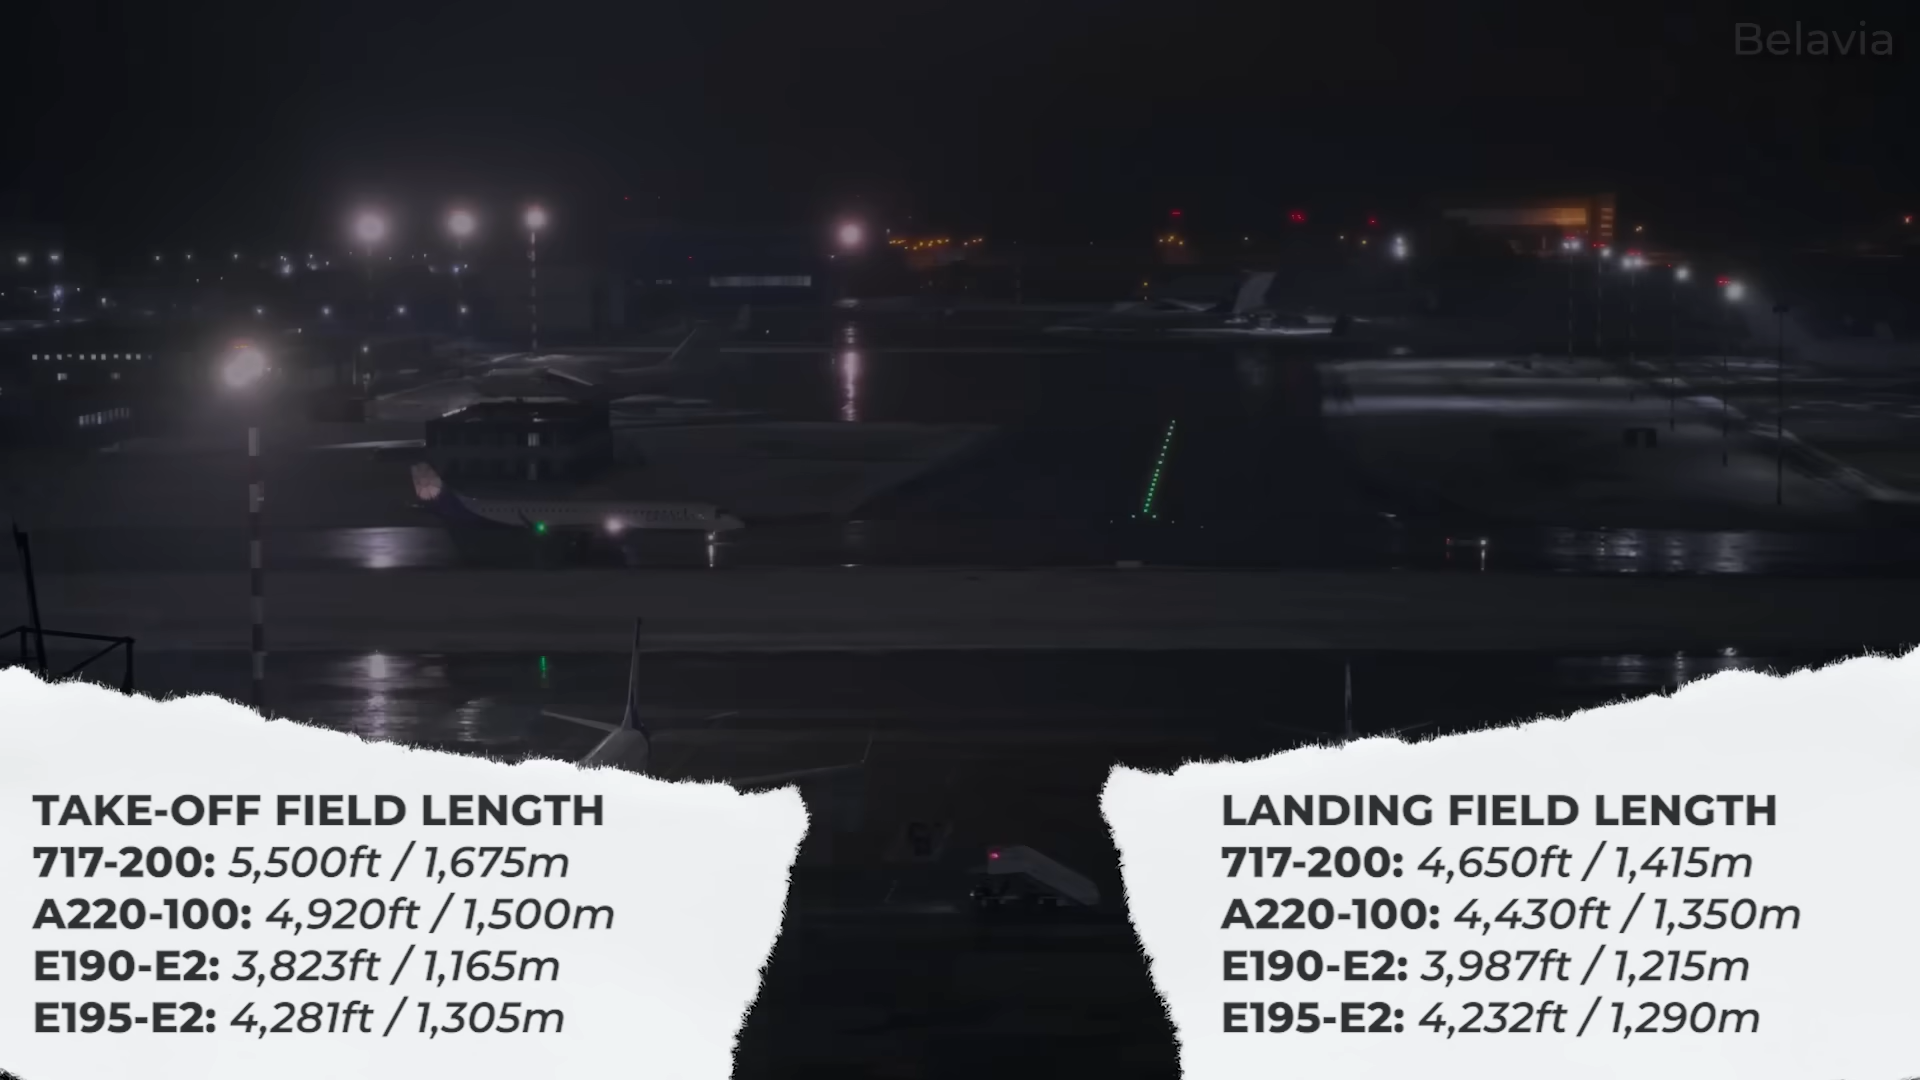 Belavia
TAKE-OFF FIELD LENGTH
717-200: 5,500ft / 1,675m
A220-100: 4,920ft / 1,500m
E190-E2: 3,823ft / 1,165m
E195-E2: 4,281ft / 1,305m
LANDING FIELD LENGTH
717-200: 4,650ft / 1,415m
A220-100: 4,430ft / 1,350m
E190-E2: 3,987ft / 1,215m
E195-E2: 4,232ft / 1,290m